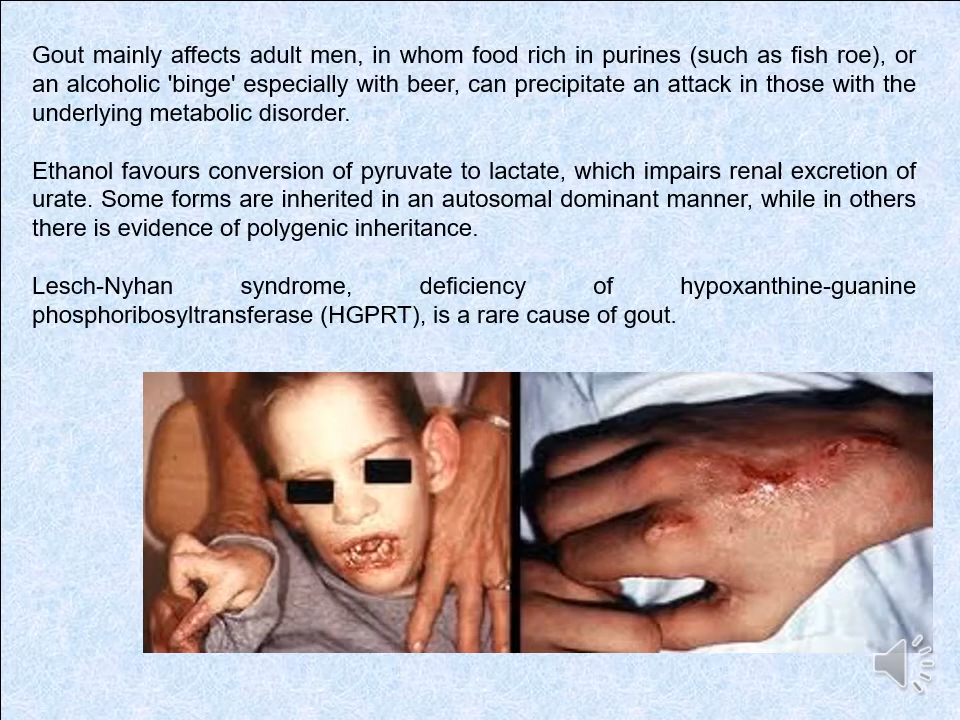 Gout mainly affects adult men, in whom food rich in purines (such as fish roe), or
an alcoholic 'binge' especially with beer, can precipitate an attack in those with the
underlying metabolic disorder.
Ethanol favours conversion of pyruvate to lactate, which impairs renal excretion of
urate. Some forms are inherited in an autosomal dominant manner, while in others
there is evidence of polygenic inheritance.
Lesch-Nyhan syndrome, deficiency of hypoxanthine-guanine
phosphoribosyltransferase (HGPRT), is a rare cause of gout.